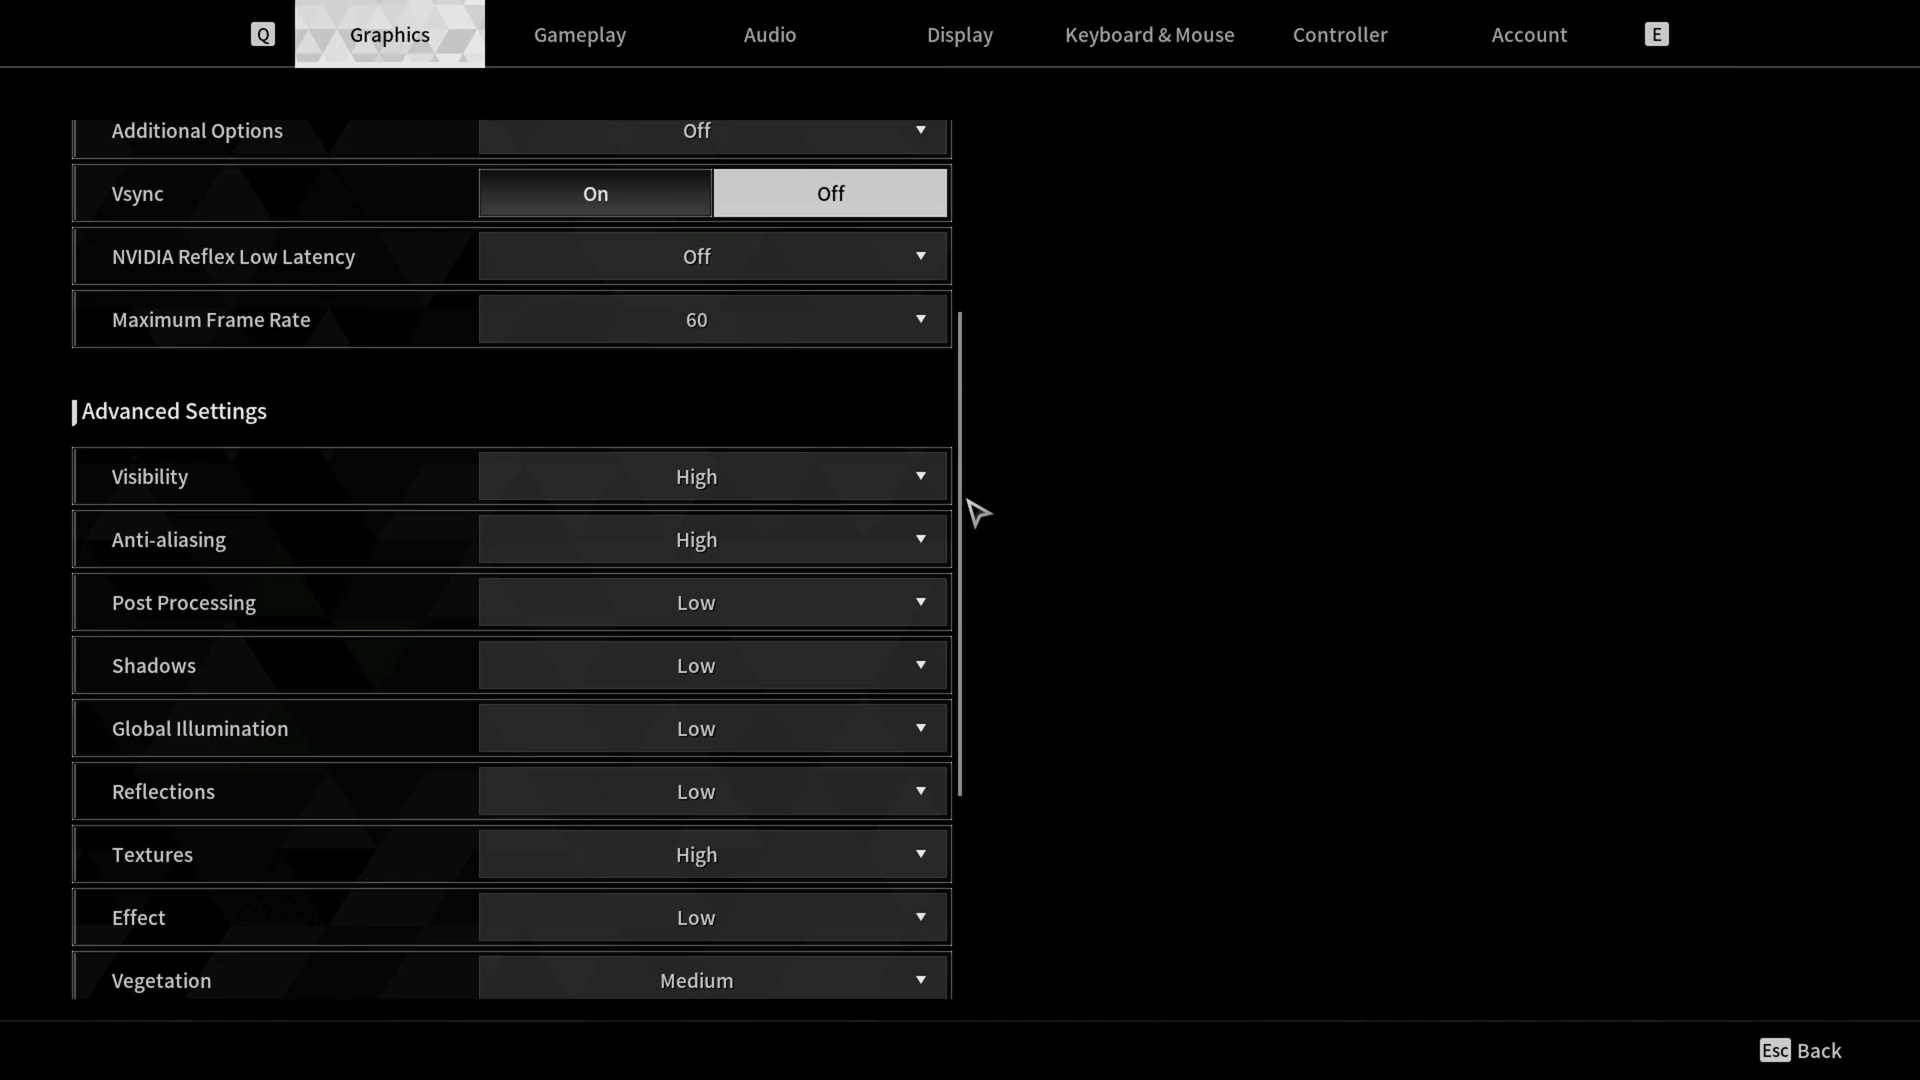 Q Graphics Gameplay Audio Display Keyboard & Mouse Controller Account E
Additional Options Off
Vsync On Off
NVIDIA Reflex Low Latency Off
Maximum Frame Rate 60
Advanced Settings
Visibility High
Anti-aliasing High
Post Processing Low
Shadows Low
Global Illumination Low
Reflections Low
Textures High
Effect Low
Vegetation Medium
Esc Back